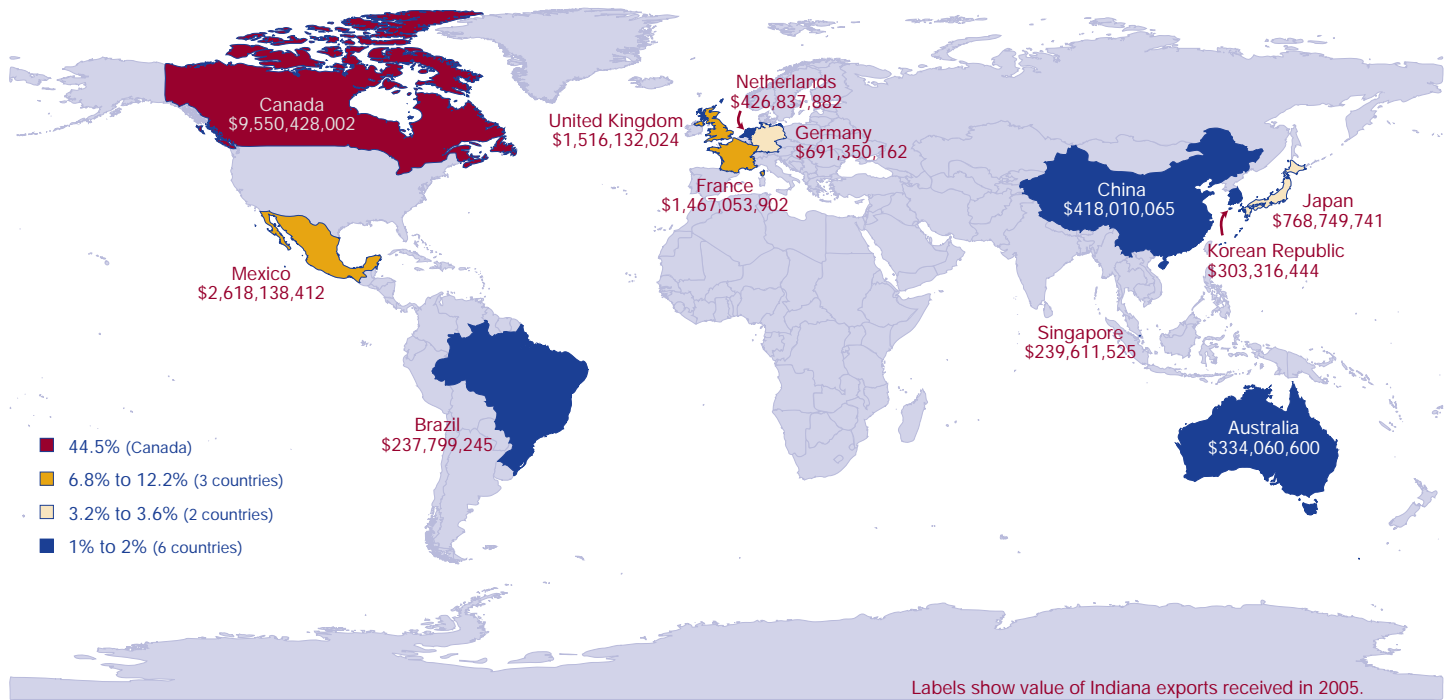 Canada
$9,550,428,002
Netherlands
$426,837,882
United Kingdom
$1,516,132,024
Germany
$691,350,162
France
$1,467,053,902
China
$418,010,065
Japan
$768,749,741
Korean Republic
$303,316,444
Mexico
$2,618,138,412
Singapore
$239,611,525
Brazil
$237,799,245
Australia
$334,060,600
44.5% (Canada)
6.8% to 12.2% (3 countries)
3.2% to 3.6% (2 countries)
1% to 2% (6 countries)
Labels show value of Indiana exports received in 2005.